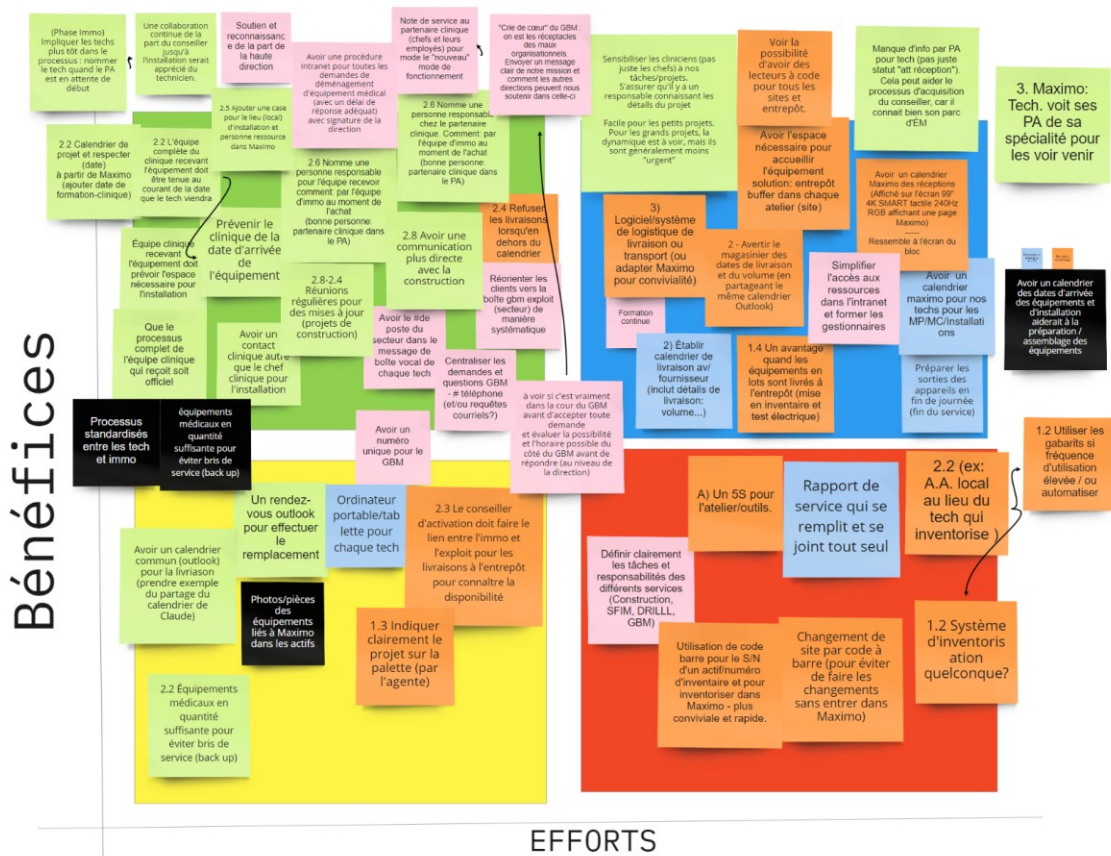 (Phase Immo)
Impliquer les techs
plus tôt dans le
processus : nommer
le tech quand le PA
est en attente de
début
Une collaboration
continue de la
part du conseiller
jusqu'à
l'installation serait
apprécié du
technicien.
Soutien et
reconnaissanc
e de la part de
la haute
direction
Avoir une procédure
intranet pour toutes les
demandes de
déménagement
d'équipement médical
(avec un délai de
réponse adéquat) avec
signature de la direction
Note de service au
partenaire clinique
(chefs et leurs
employés) pour
mode le "nouveau"
mode de
fonctionnement
"Crie de cœur" du GBM :
on est les réceptacles
des maux
organisationnels.
Envoyer un message
clair de notre mission et
comment les autres
directions peuvent nous
soutenir dans celle-ci
Sensibiliser les cliniciens (pas
juste les chefs) à nos
tâches/projets.
S'assurer qu'il y a un
responsable connaissant les
détails du projet
Facile pour les petits projets.
Pour les grands projets, la
dynamique est à voir, mais ils
sont généralement moins
"urgent"
Voir la
possibilité
d'avoir des
lecteurs à code
pour tous les
sites et
entrepôt.
Manque d'info par PA
pour tech (pas juste
statut "att réception").
Cela peut aider le
processus d'acquisition
du conseiller, car il
connait bien son parc
d'ÉM
3. Maximo:
Tech. voit ses
PA de sa
spécialité pour
les voir venir
2.2 Calendrier de
projet et respecter
(date)
à partir de Maximo
(ajouter date de
formation-clinique)
2.2 L'équipe
complète du
clinique recevant
l'équipement doit
être tenue au
courant de la date
que le tech viendra
2.5 Ajouter une case
pour le lieu (local)
d'installation et
personne ressource
dans Maximo
2.6 Nomme une
personne responsable
pour l'équipe recevoir
comment: par l'équipe
d'immo au moment de
l'achat
(bonne personne:
partenaire clinique dans
le PA)
2.6 Nomme une
personne responsable
chez le partenaire
clinique. Comment: par
l'équipe d'immo au
moment de l'achat
(bonne personne:
partenaire clinique dans
le PA)
2.4 Refuser
les livraisons
lorsqu'en
dehors du
calendrier
Équipe clinique
recevant
l'équipement doit
prévoir l'espace
nécessaire pour
l'installation
Prévenir le
clinique de la
date d'arrivée
de
l'équipement
2.8-2.4
Réunions
régulières pour
des mises à jour
(projets de
construction)
2.8 Avoir une
communication
plus directe
avec la
construction
Réorienter les
clients vers la
boîte gbm exploit
(secteur) de
manière
systématique
Que le
processus
complet de
l'équipe clinique
qui reçoit soit
officiel
Avoir un
contact
clinique autre
que le chef
clinique pour
l'installation
Avoir le #de
poste du
secteur dans le
message de
boîte vocal de
chaque tech
Centraliser les
demandes et
questions GBM
- # téléphone
(et/ou requêtes
courriels?)
Avoir un
numéro
unique pour le
GBM
à voir si c'est vraiment
dans la cour du GBM
avant d'accepter toute
demande
et évaluer la possibilité
et l'horaire possible du
côté du GBM avant de
répondre (au niveau de
la direction)
Processus
standardisés
entre les tech
et immo
équipements
médicaux en
quantité
suffisante pour
éviter bris de
service (back up)
3)
Logiciel/système
de logistique de
livraison ou
transport (ou
adapter Maximo
pour convivialité)
Avoir l'espace
nécessaire pour
accueillir
l'équipement
solution: entrepôt
buffer dans chaque
atelier (site)
Avoir un calendrier
Maximo des réceptions
(Affiché sur l'écran 99"
4K SMART tactile 240Hz
RGB affichant une page
Maximo)
-----
Ressemble à l'écran du
bloc
2 - Avertir le
magasinier des
dates de livraison
et du volume (en
partageant le
même calendrier
Outlook)
Simplifier
l'accès aux
ressources
dans l'intranet
et former les
gestionnaires
Avoir un
calendrier
maximo pour nos
techs pour les
MP/MC/Installati
ons
Formation
continue
2) Établir
calendrier de
livraison av/
fournisseur
(inclut détails de
livraison:
volume...)
1.4 Un avantage
quand les
équipements en
lots sont livrés à
l'entrepôt (mise
en inventaire et
test électrique)
Préparer les
sorties des
appareils en
fin de journée
(fin du service)
Avoir un calendrier
des dates d'arrivée
des équipements et
d'installation
aiderait à la
préparation /
assemblage des
équipements
1.2 Utiliser les
gabarits si
fréquence
d'utilisation
élevée / ou
automatiser
Avoir un calendrier
commun (outlook)
pour la livriason
(prendre exemple
du partage du
calendrier de
Claude)
Un rendez-
vous outlook
pour effectuer
le
remplacement
Ordinateur
portable/tab
lette pour
chaque tech
2.3 Le conseiller
d'activation doit faire le
lien entre l'immo et
l'exploit pour les
livraisons à l'entrepôt
pour connaître la
disponibilité
Photos/pièces
des
équipements
liés à Maximo
dans les actifs
1.3 Indiquer
clairement le
projet sur la
palette (par
l'agente)
2.2 Équipements
médicaux en
quantité
suffisante pour
éviter bris de
service (back up)
A) Un 5S pour
l'atelier/outils.
Rapport de
service qui se
remplit et se
joint tout seul
2.2 (ex:
A.A. local
au lieu du
tech qui
inventorise )
Définir clairement
les tâches et
responsabilités des
différents services
(Construction,
SFIM, DRILLL,
GBM)
Utilisation de code
barre pour le S/N
d'un actif/numéro
d'inventaire et pour
inventoriser dans
Maximo - plus
conviviale et rapide.
Changement de
site par code à
barre (pour éviter
de faire les
changements
sans entrer dans
Maximo)
1.2 Système
d'inventoris
ation
quelconque?
Bénéfices
EFFORTS